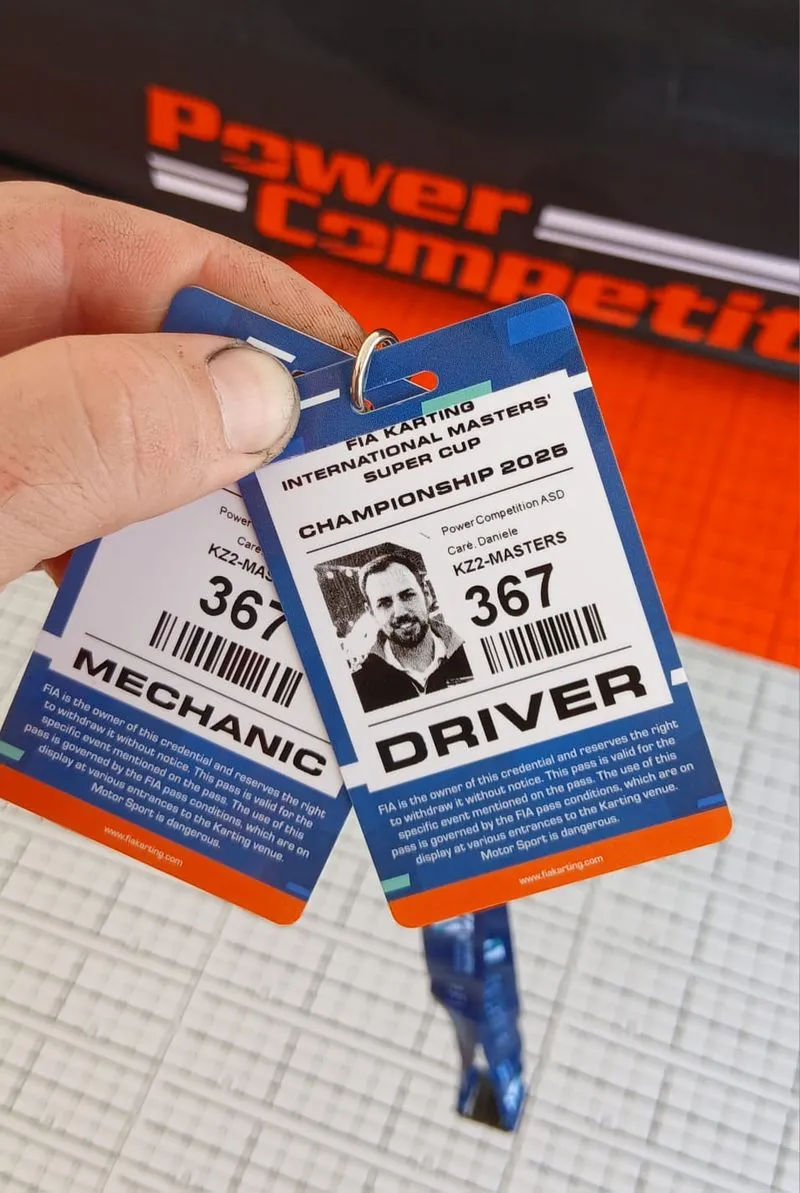 Power
Competit
FIA KARTING
INTERNATIONAL MASTERS'
SUPER CUP
CHAMPIONSHIP 2025
Power Competition ASD
Carè, Daniele
KZ2-MASTERS
367
DRIVER
FIA is the owner of this credential and reserves the right
to withdraw it without notice. This pass is valid for the
specific event mentioned on the pass. The use of this
pass is governed by the FIA pass conditions, which are on
display at various entrances to the Karting venue.
Motor Sport is dangerous.
www.fiakarting.com
Power
Carè
KZ2-MAS
367
MECHANIC
FIA is the owner of this credential and reserves the right
to withdraw it without notice. This pass is valid for the
specific event mentioned on the pass. The use of this
pass is governed by the FIA pass conditions, which are on
display at various entrances to the Karting venue.
Motor Sport is dangerous.
www.fiakarting.com